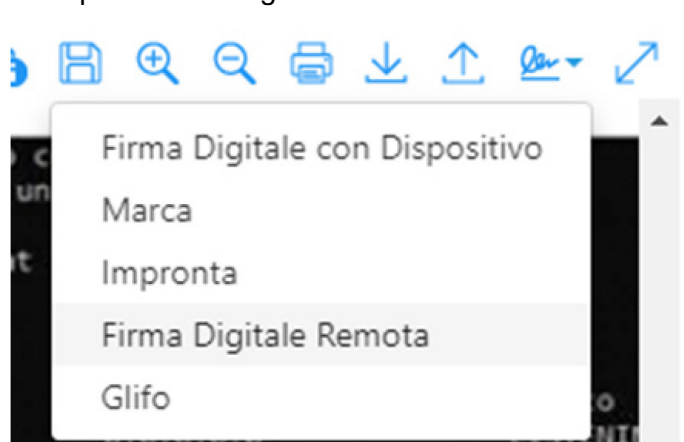 Firma Digitale con Dispositivo
Marca
Impronta
Firma Digitale Remota
Glifo